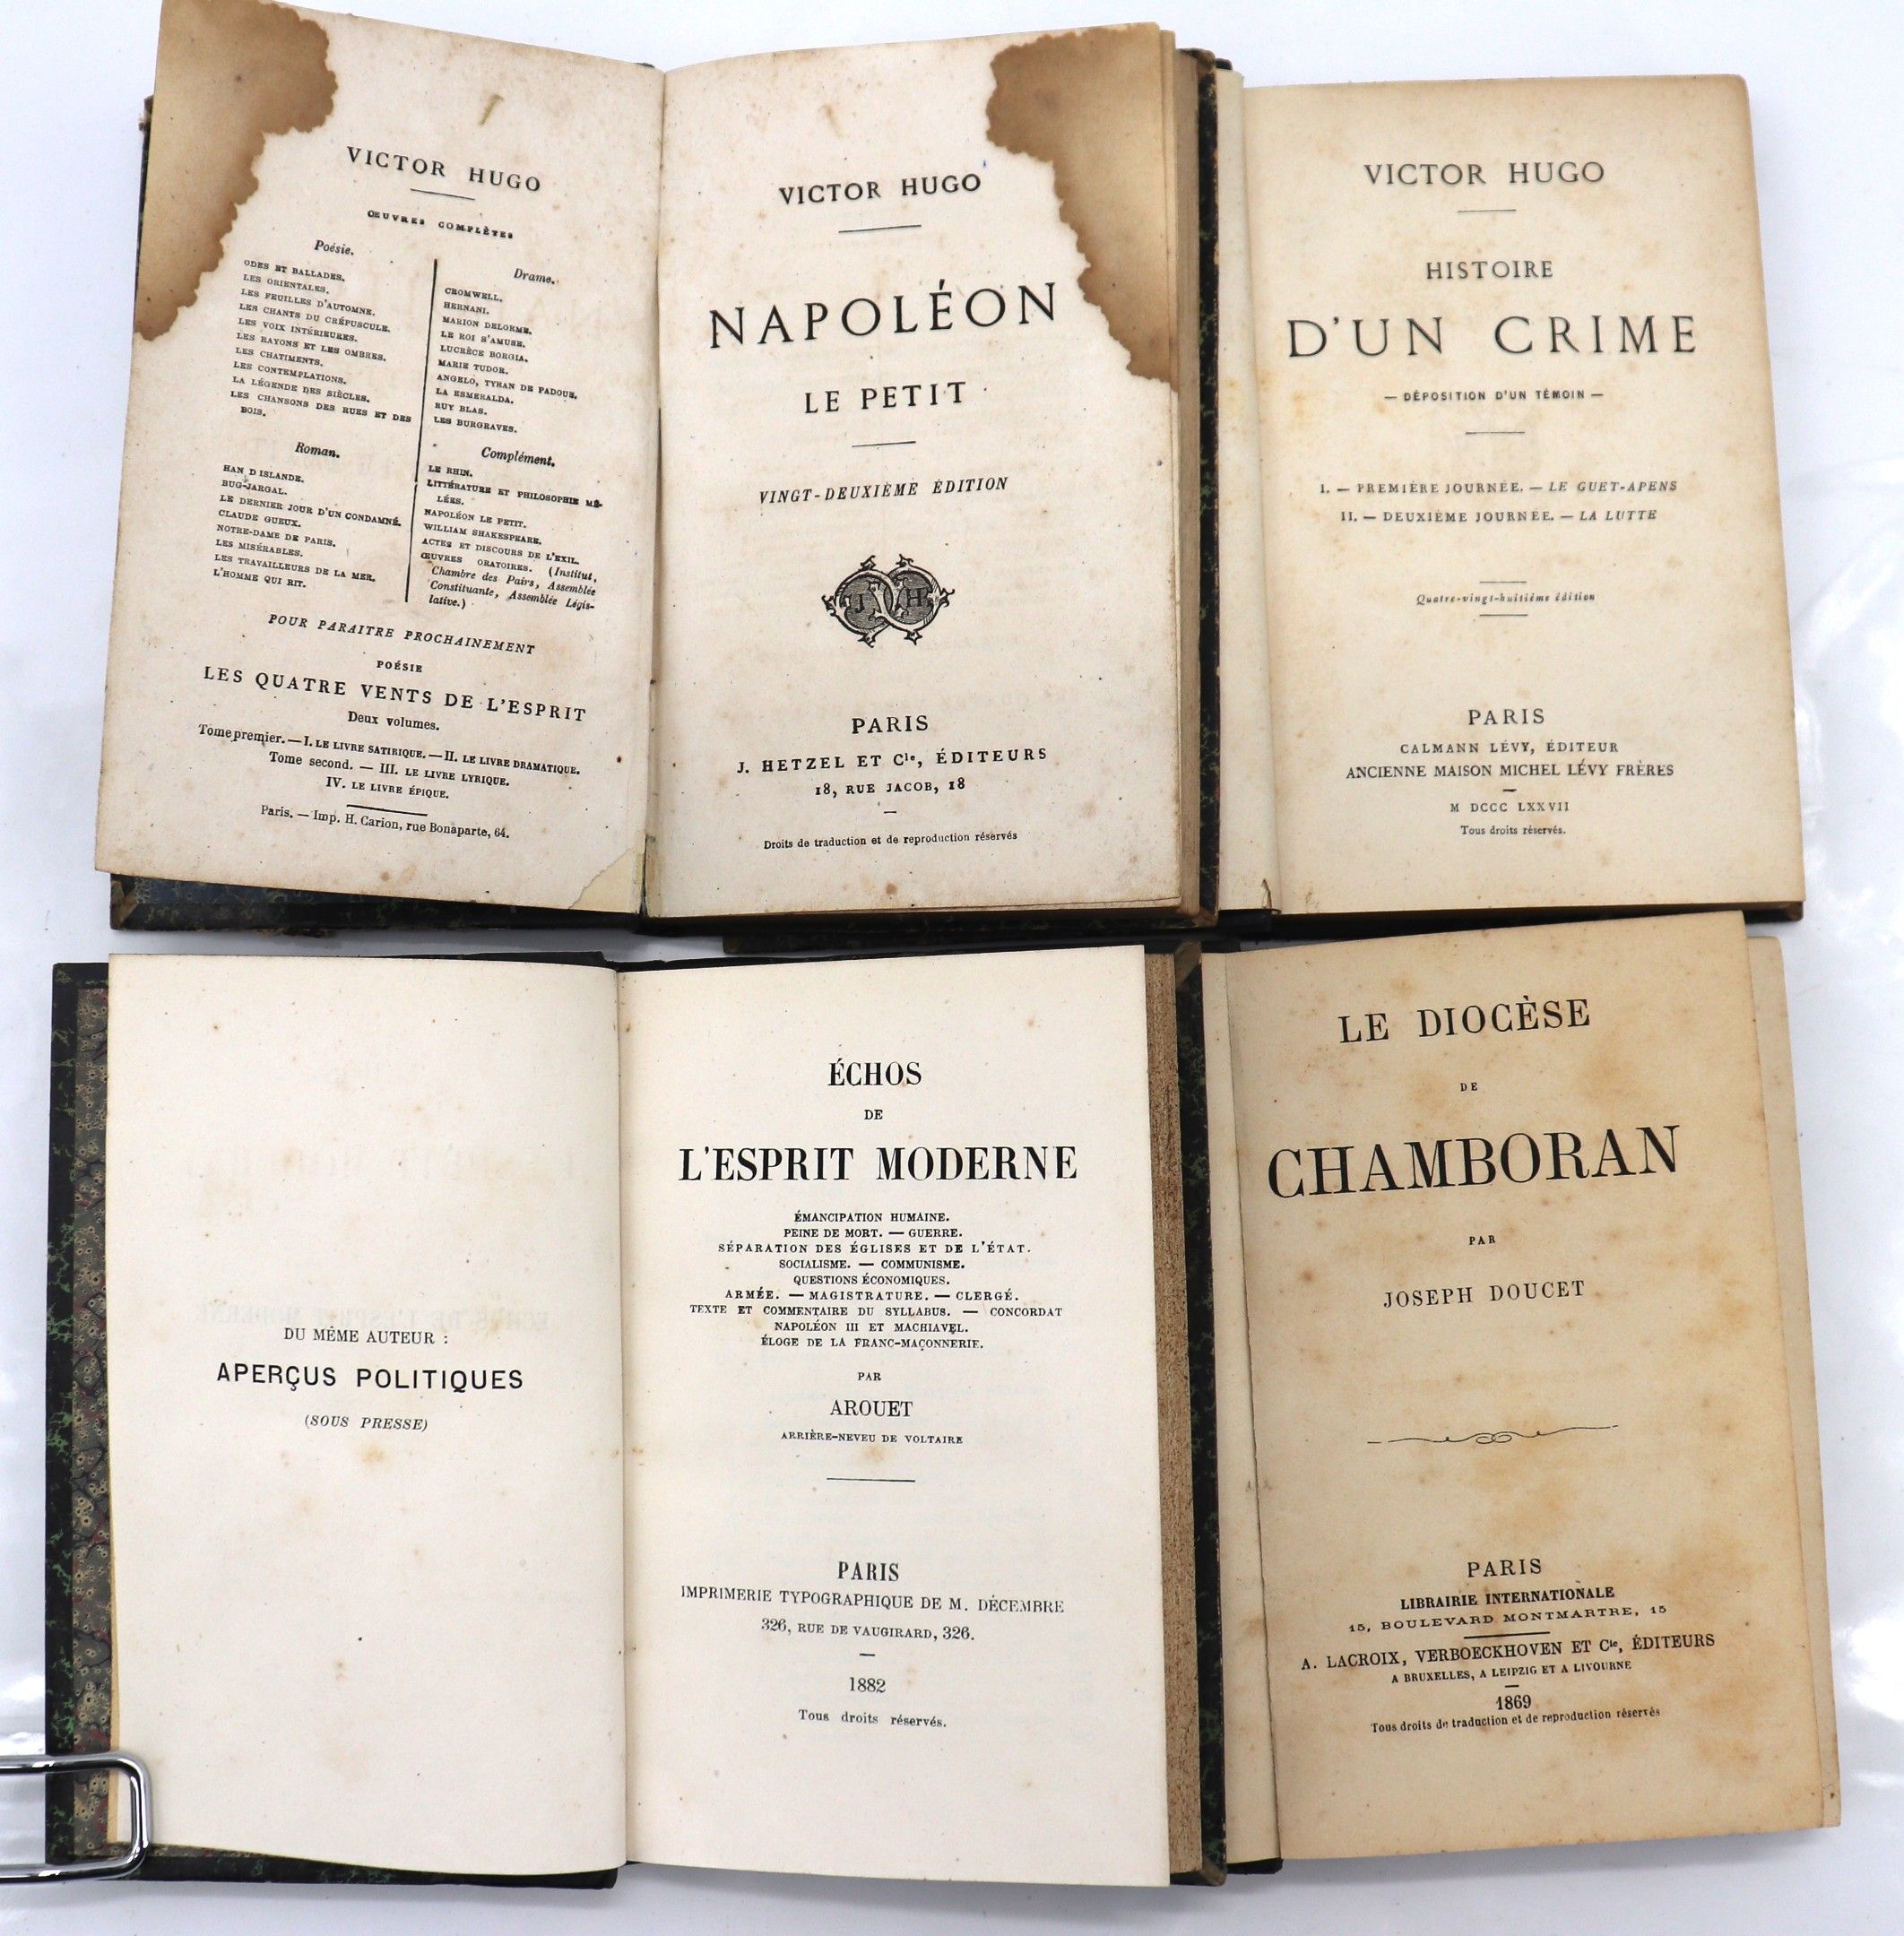 VICTOR HUGO
ŒUVRES COMPLÈTES
Poésie.
ODES ET BALLADES.
LES ORIENTALES.
LES FEUILLES D'AUTOMNE.
LES CHANTS DU CRÉPUSCULE.
LES VOIX INTÉRIEURES.
LES RAYONS ET LES OMBRES.
LES CHATIMENTS.
LES CONTEMPLATIONS.
LA LÉGENDE DES SIÈCLES.
LES CHANSONS DES RUES ET DES
BOIS.
Roman.
HAN D'ISLANDE.
BUG-JARGAL.
LE DERNIER JOUR D'UN CONDAMNÉ.
CLAUDE GUEUX.
NOTRE-DAME DE PARIS.
LES MISÉRABLES.
LES TRAVAILLEURS DE LA MER.
L'HOMME QUI RIT.
Drame.
CROMWELL.
HERNANI.
MARION DELORME.
LE ROI S'AMUSE.
LUCRÈCE BORGIA.
MARIE TUDOR.
ANGELO, TYRAN DE PADOUE.
LA ESMERALDA.
RUY BLAS.
LES BURGRAVES.
Complément.
LE RHIN.
LITTÉRATURE ET PHILOSOPHIE MÊ-
LÉES.
NAPOLÉON LE PETIT.
WILLIAM SHAKESPEARE.
ACTES ET DISCOURS DE L'EXIL.
ŒUVRES ORATOIRES. (Institut,
Chambre des Pairs, Assemblée
Constituante, Assemblée Légis-
lative.)
POUR PARAITRE PROCHAINEMENT
POÉSIE
LES QUATRE VENTS DE L'ESPRIT
Deux volumes.
Tome premier. — I. LE LIVRE SATIRIQUE. — II. LE LIVRE DRAMATIQUE.
Tome second. — III. LE LIVRE LYRIQUE.
IV. LE LIVRE ÉPIQUE.
Paris. — Imp. H. Carion, rue Bonaparte, 64.
VICTOR HUGO
NAPOLÉON
LE PETIT
VINGT-DEUXIÈME ÉDITION
J H
PARIS
J. HETZEL ET Cie, ÉDITEURS
18, RUE JACOB, 18
Droits de traduction et de reproduction réservés
VICTOR HUGO
HISTOIRE
D'UN CRIME
— DÉPOSITION D'UN TÉMOIN —
I. — PREMIÈRE JOURNÉE. — LE GUET-APENS
II. — DEUXIÈME JOURNÉE. — LA LUTTE
Quatre-vingt-huitième édition
PARIS
CALMANN LÉVY, ÉDITEUR
ANCIENNE MAISON MICHEL LÉVY FRÈRES
M DCCC LXXVII
Tous droits réservés.
DU MÊME AUTEUR :
APERÇUS POLITIQUES
(SOUS PRESSE)
ÉCHOS
DE
L'ESPRIT MODERNE
ÉMANCIPATION HUMAINE.
PEINE DE MORT. — GUERRE.
SÉPARATION DES ÉGLISES ET DE L'ÉTAT.
SOCIALISME. — COMMUNISME.
QUESTIONS ÉCONOMIQUES.
ARMÉE. — MAGISTRATURE. — CLERGÉ.
TEXTE ET COMMENTAIRE DU SYLLABUS. — CONCORDAT
NAPOLÉON III ET MACHIAVEL.
ÉLOGE DE LA FRANC-MAÇONNERIE.
PAR
AROUET
ARRIÈRE-NEVEU DE VOLTAIRE
PARIS
IMPRIMERIE TYPOGRAPHIQUE DE M. DÉCEMBRE
326, RUE DE VAUGIRARD, 326.
1882
Tous droits réservés.
LE DIOCÈSE
DE
CHAMBORAN
PAR
JOSEPH DOUCET
PARIS
LIBRAIRIE INTERNATIONALE
15, BOULEVARD MONTMARTRE, 15
A. LACROIX, VERBOECKHOVEN ET Cie, ÉDITEURS
A BRUXELLES, A LEIPZIG ET A LIVOURNE
1869
Tous droits de traduction et de reproduction réservés